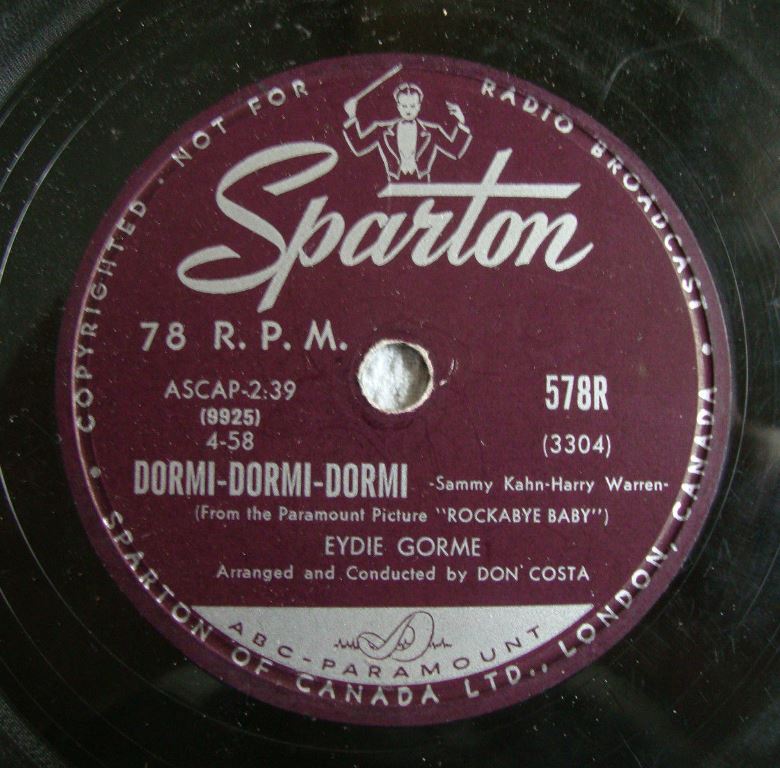 COPYRIGHTED • NOT FOR RADIO BROADCAST •
Sparton
78 R. P. M.
ASCAP-2:39
578R
(9925)
4-58
(3304)
DORMI-DORMI-DORMI -Sammy Kahn-Harry Warren-
(From the Paramount Picture "ROCKABYE BABY")
EYDIE GORME
Arranged and Conducted by DON COSTA
ABC-PARAMOUNT
• SPARTON OF CANADA LTD., LONDON, CANADA •